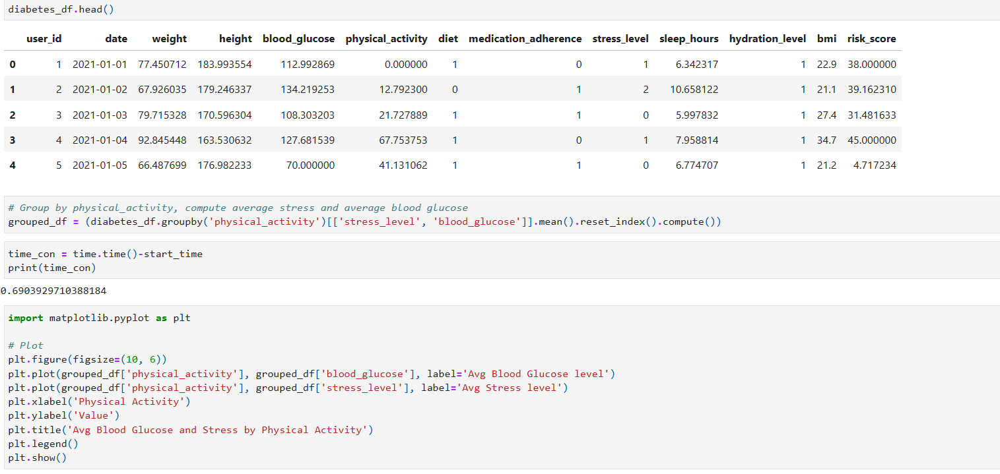 diabetes_df.head()
user_id date weight height blood_glucose physical_activity diet medication_adherence stress_level sleep_hours hydration_level bmi risk_score
0 1 2021-01-01 77.450712 183.993554 112.992869 0.000000 1 0 1 6.342317 1 22.9 38.000000
1 2 2021-01-02 67.926035 179.246337 134.219253 12.792300 0 1 2 10.658122 1 21.1 39.162310
2 3 2021-01-03 79.715328 170.596304 108.303203 21.727889 1 1 0 5.997832 1 27.4 31.481633
3 4 2021-01-04 92.845448 163.530632 127.681539 67.753753 1 0 1 7.958814 1 34.7 45.000000
4 5 2021-01-05 66.487699 176.982233 70.000000 41.131062 1 1 0 6.774707 1 21.2 4.717234
# Group by physical_activity, compute average stress and average blood glucose
grouped_df = (diabetes_df.groupby('physical_activity')[['stress_level', 'blood_glucose']].mean().reset_index().compute())
time_con = time.time()-start_time
print(time_con)
0.6903929710388184
import matplotlib.pyplot as plt
# Plot
plt.figure(figsize=(10, 6))
plt.plot(grouped_df['physical_activity'], grouped_df['blood_glucose'], label='Avg Blood Glucose level')
plt.plot(grouped_df['physical_activity'], grouped_df['stress_level'], label='Avg Stress level')
plt.xlabel('Physical Activity')
plt.ylabel('Value')
plt.title('Avg Blood Glucose and Stress by Physical Activity')
plt.legend()
plt.show()